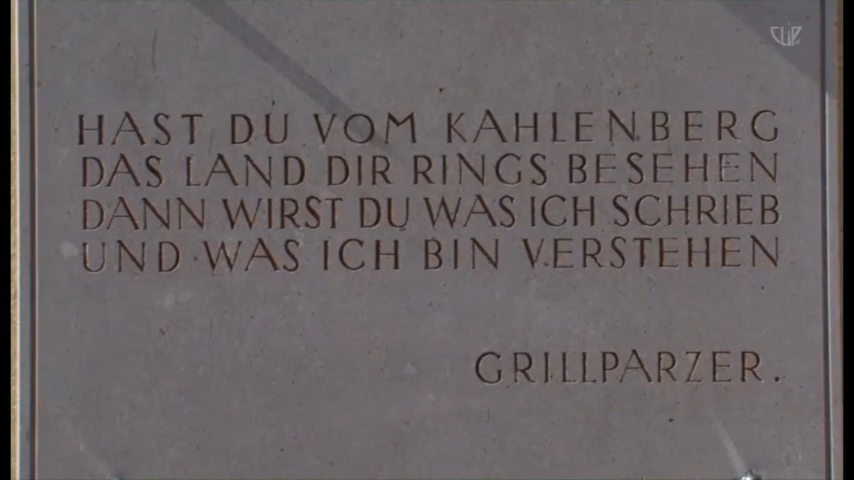 CLIP
HAST DU VOM KAHLENBERG
DAS LAND DIR RINGS BESEHEN
DANN WIRST DU WAS ICH SCHRIEB
UND WAS ICH BIN VERSTEHEN
GRILLPARZER.